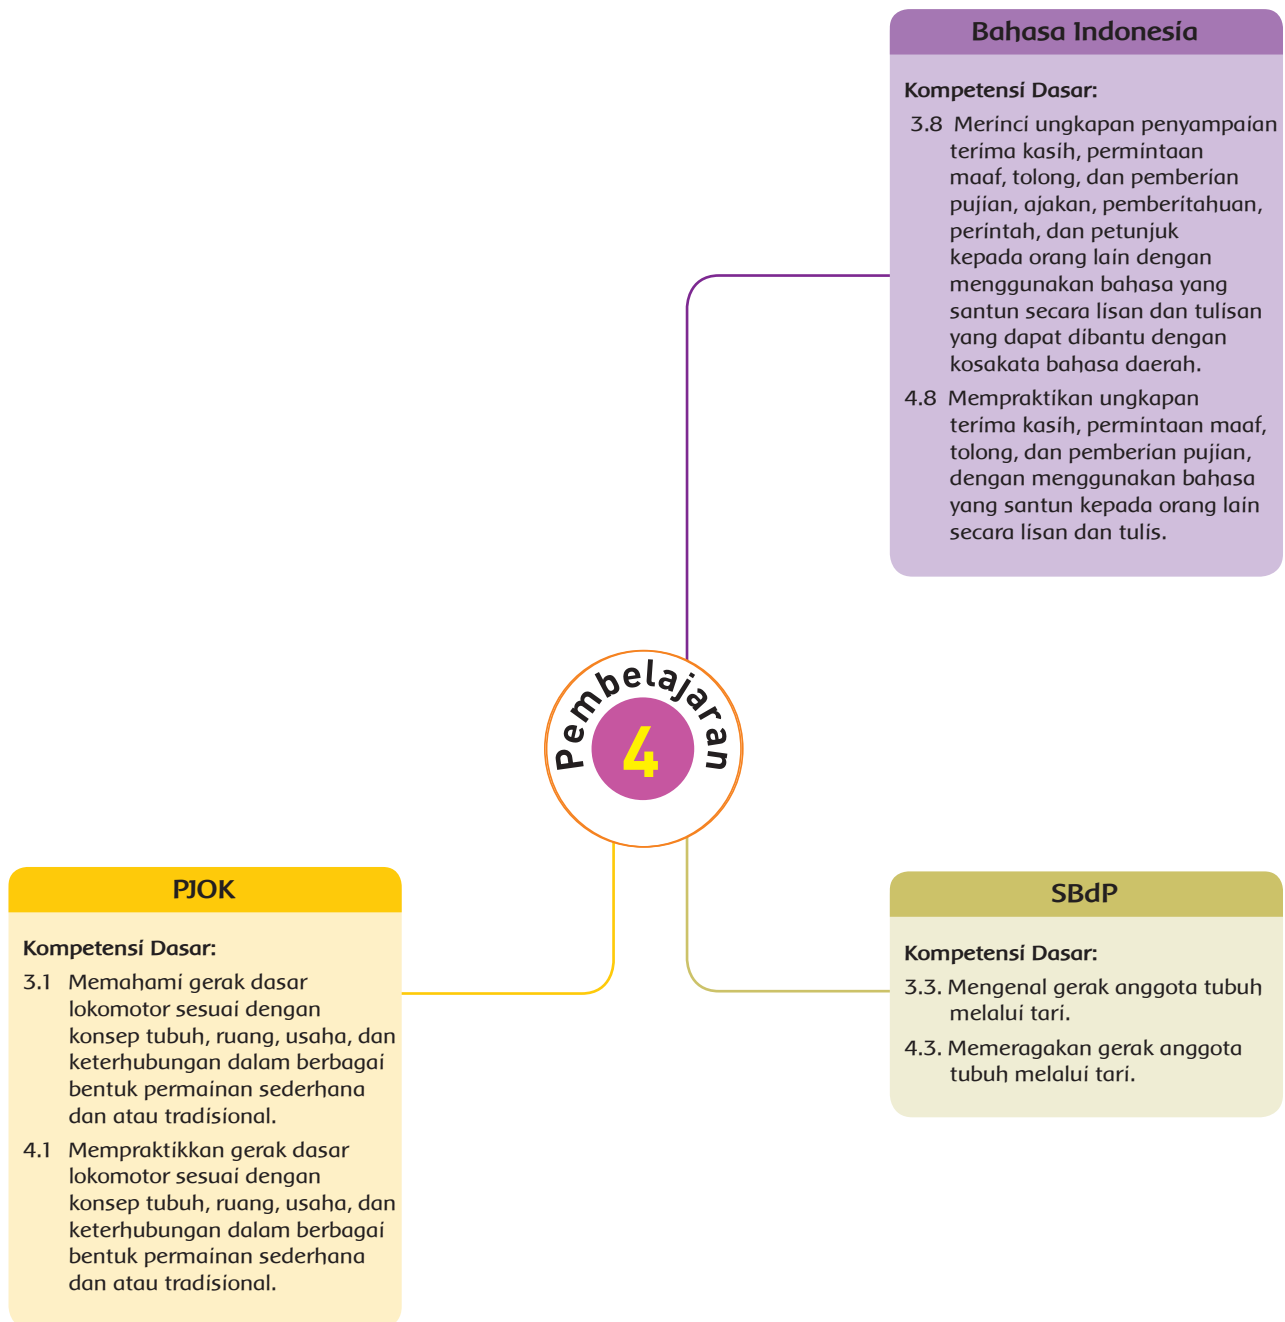 Bahasa Indonesia
Kompetensi Dasar:
3.8 Merinci ungkapan penyampaian
terima kasih, permintaan
maaf, tolong, dan pemberian
pujian, ajakan, pemberitahuan,
perintah, dan petunjuk
kepada orang lain dengan
menggunakan bahasa yang
santun secara lisan dan tulisan
yang dapat dibantu dengan
kosakata bahasa daerah.
4.8 Mempraktikan ungkapan
terima kasih, permintaan maaf,
tolong, dan pemberian pujian,
dengan menggunakan bahasa
yang santun kepada orang lain
secara lisan dan tulis.
Pembelajaran
4
PJOK
Kompetensi Dasar:
3.1 Memahami gerak dasar
lokomotor sesuai dengan
konsep tubuh, ruang, usaha, dan
keterhubungan dalam berbagai
bentuk permainan sederhana
dan atau tradisional.
4.1 Mempraktikkan gerak dasar
lokomotor sesuai dengan
konsep tubuh, ruang, usaha, dan
keterhubungan dalam berbagai
bentuk permainan sederhana
dan atau tradisional.
SBdP
Kompetensi Dasar:
3.3. Mengenal gerak anggota tubuh
melalui tari.
4.3. Memeragakan gerak anggota
tubuh melalui tari.